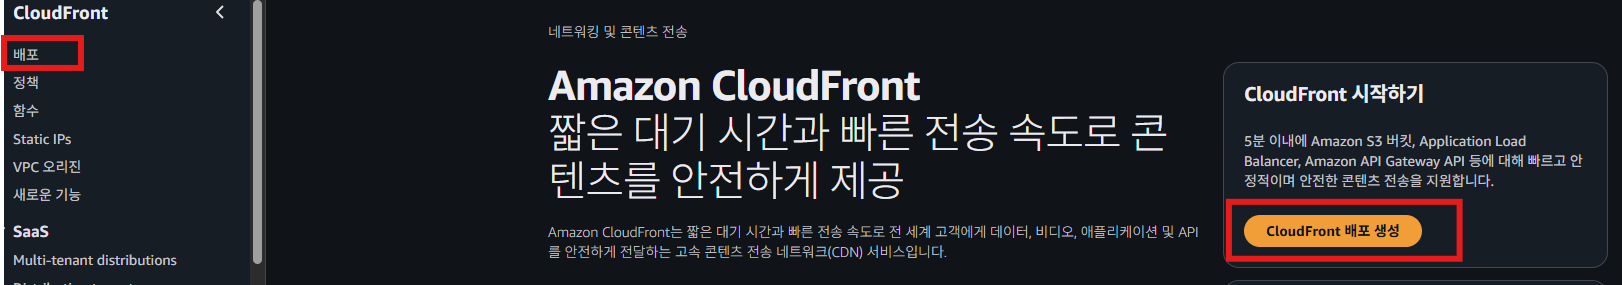 CloudFront
배포
정책
함수
Static IPs
VPC 오리진
새로운 기능
SaaS
Multi-tenant distributions
네트워킹 및 콘텐츠 전송
Amazon CloudFront
짧은 대기 시간과 빠른 전송 속도로 콘
텐츠를 안전하게 제공
Amazon CloudFront는 짧은 대기 시간과 빠른 전송 속도로 전 세계 고객에게 데이터, 비디오, 애플리케이션 및 API
를 안전하게 전달하는 고속 콘텐츠 전송 네트워크(CDN) 서비스입니다.
CloudFront 시작하기
5분 이내에 Amazon S3 버킷, Application Load
Balancer, Amazon API Gateway API 등에 대해 빠르고 안
정적이며 안전한 콘텐츠 전송을 지원합니다.
CloudFront 배포 생성